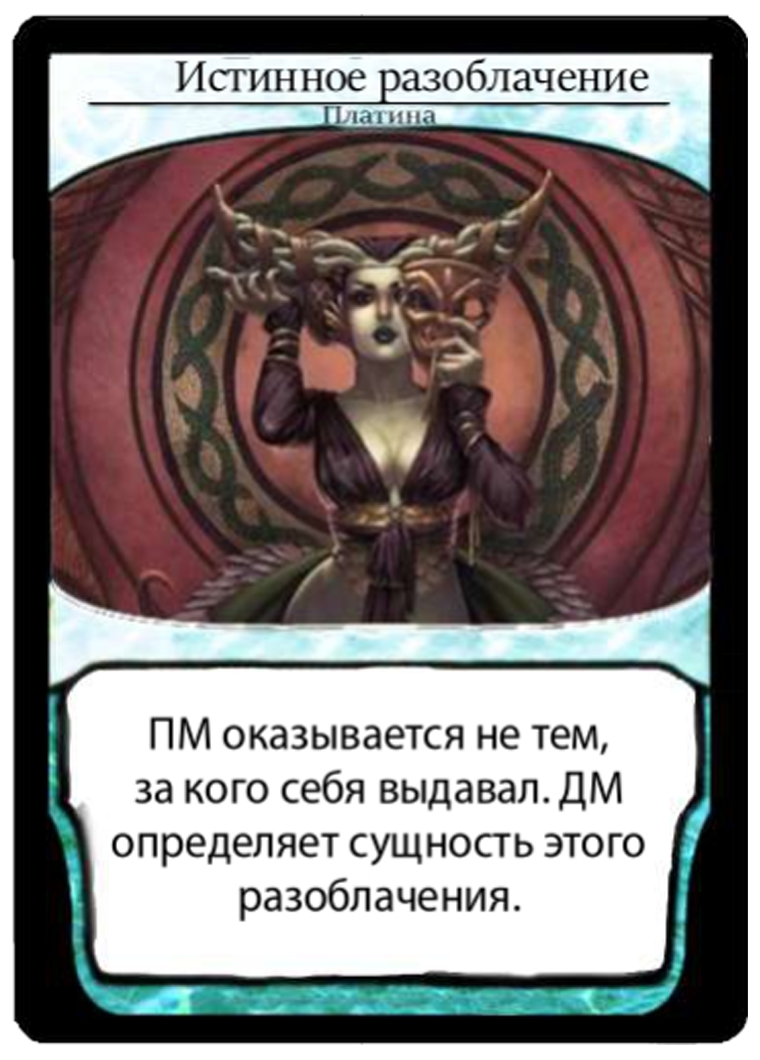 Истинное разоблачение
Платина
ПМ оказывается не тем,
за кого себя выдавал. ДМ
определяет сущность этого
разоблачения.